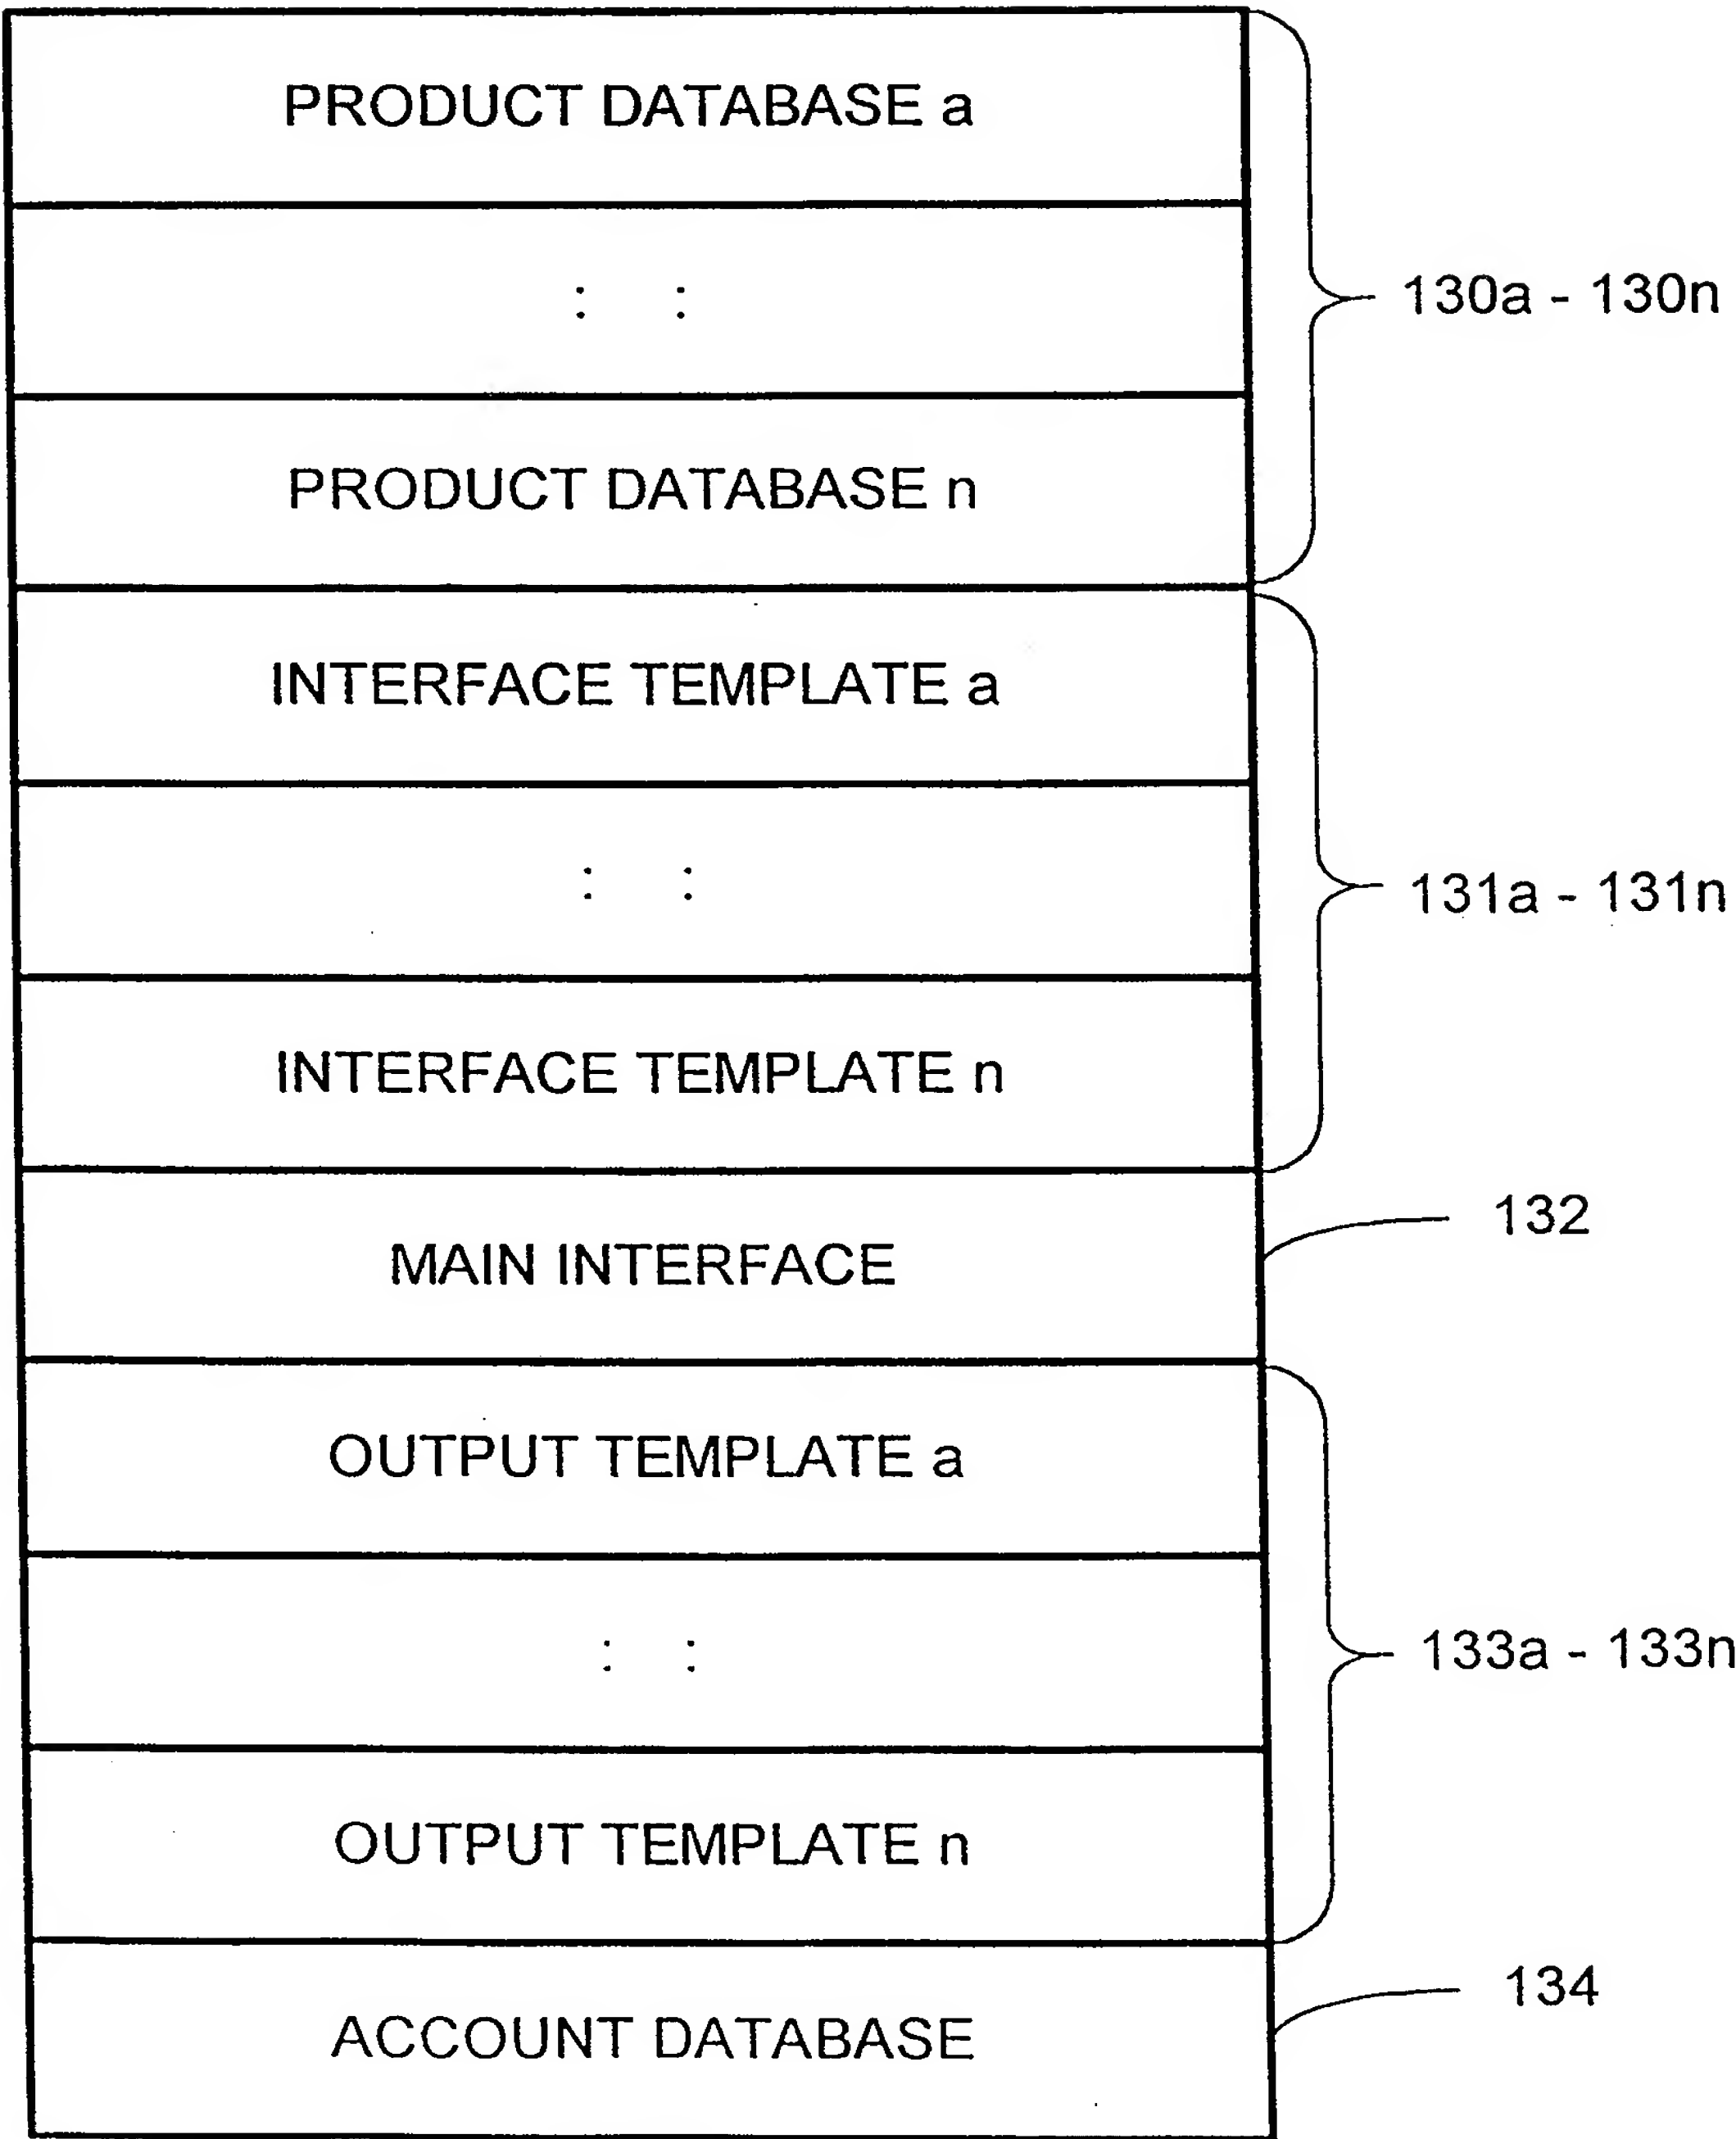 PRODUCT DATABASE a
: :
130a - 130n
PRODUCT DATABASE n
INTERFACE TEMPLATE a
: :
131a - 131n
INTERFACE TEMPLATE n
132
MAIN INTERFACE
OUTPUT TEMPLATE a
: :
133a - 133n
OUTPUT TEMPLATE n
134
ACCOUNT DATABASE